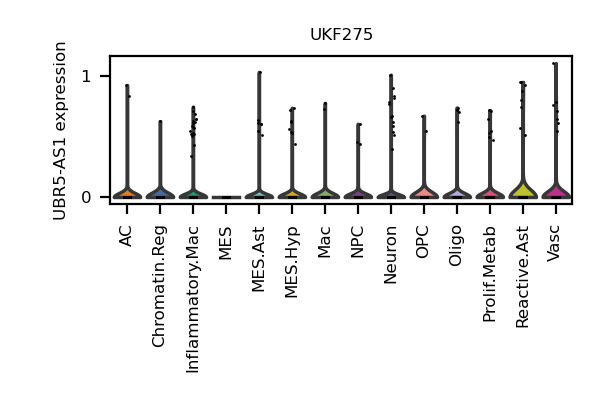 UKF275
UBR5-AS1 expression
1
0
AC
Chromatin.Reg
Inflammatory.Mac
MES
MES.Ast
MES.Hyp
Mac
NPC
Neuron
OPC
Oligo
Prolif.Metab
Reactive.Ast
Vasc